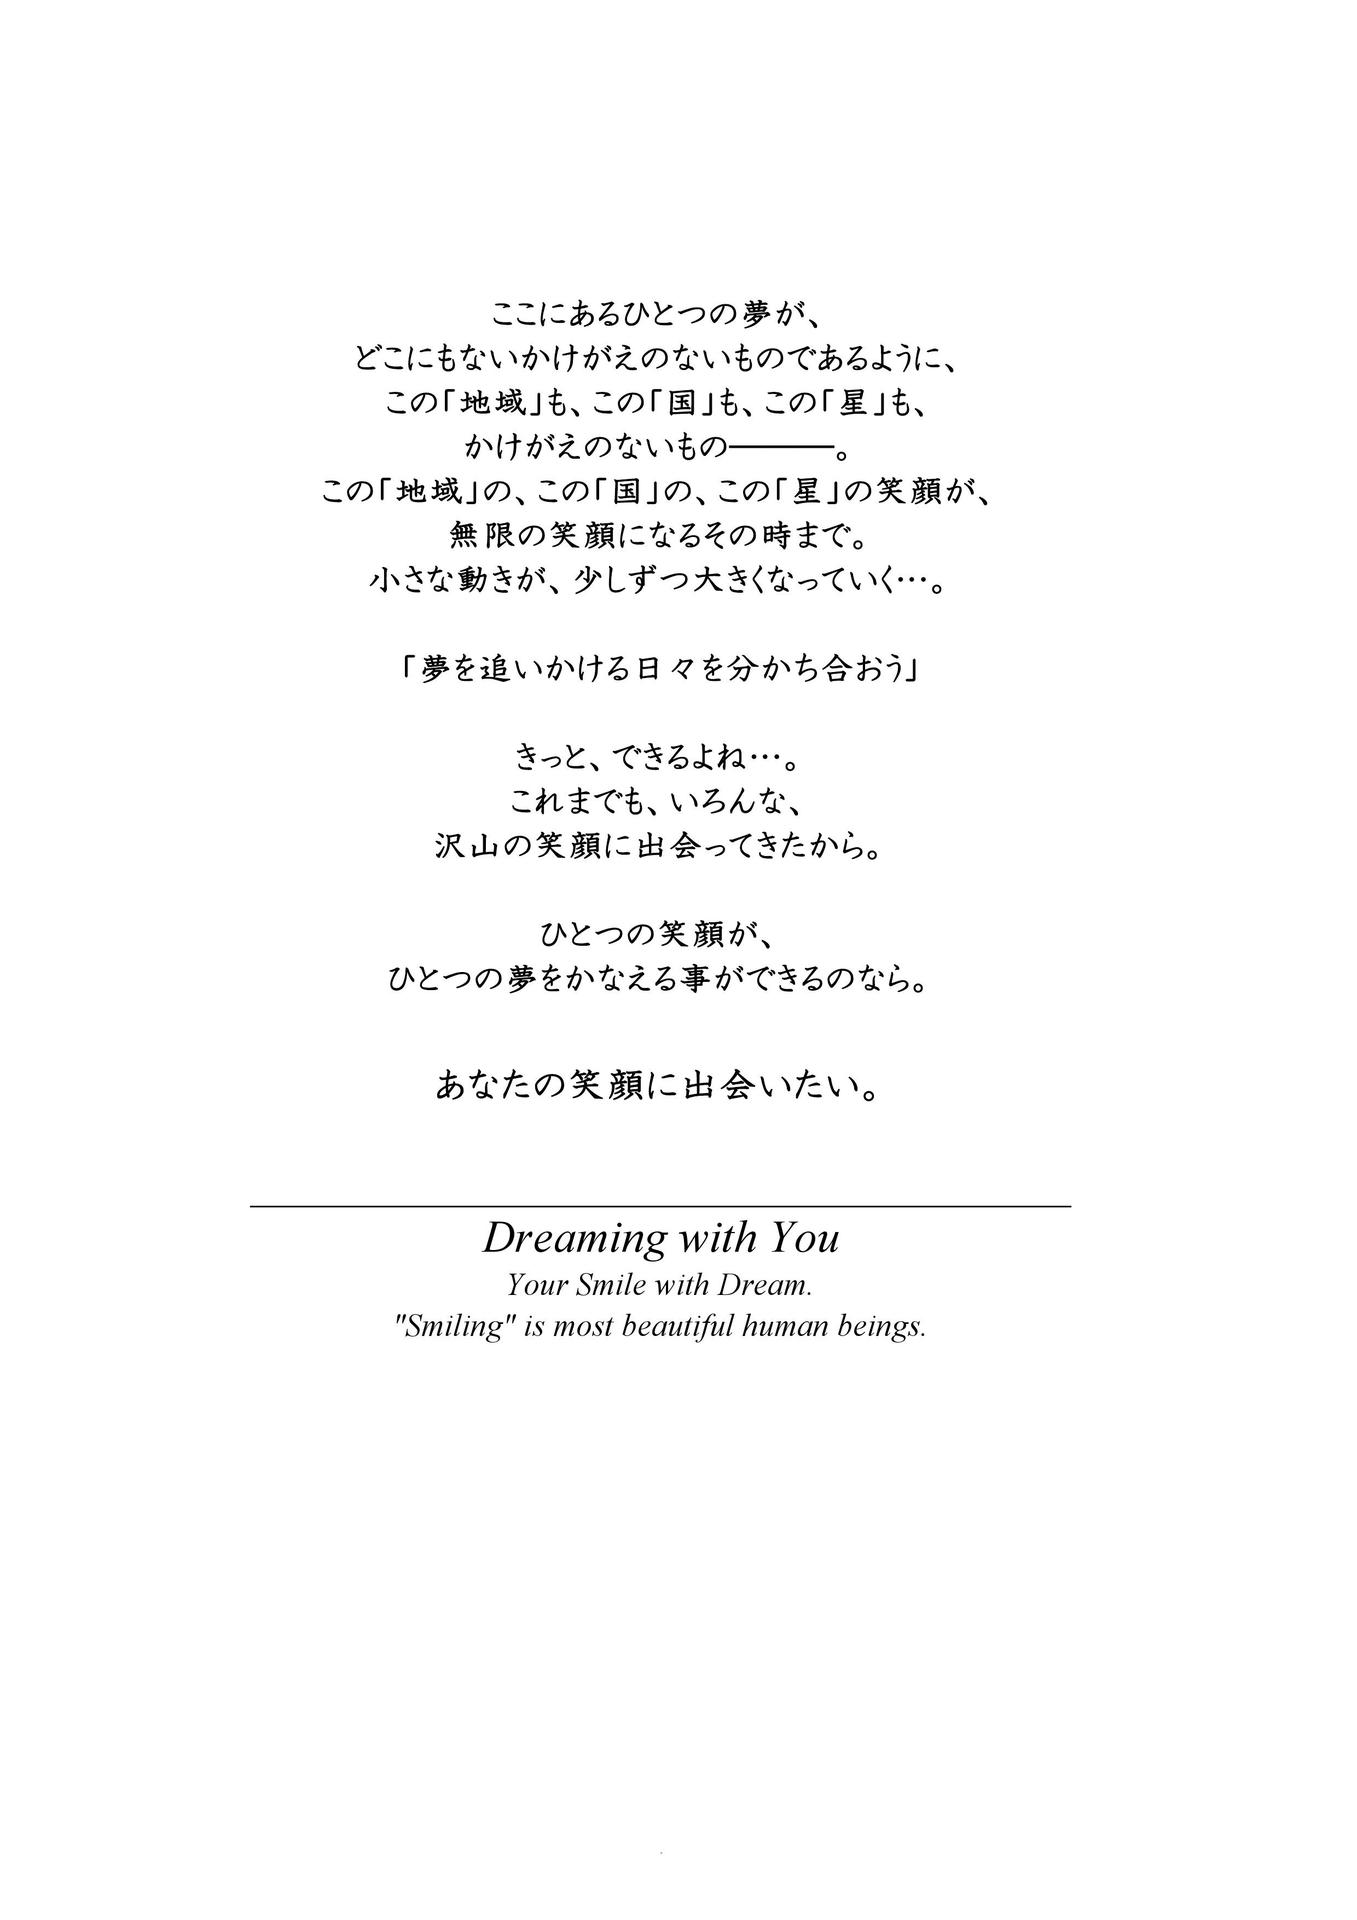 ここにあるひとつの夢が、
どこにもないかけがえのないものであるように、
この「地域」も、この「国」も、この「星」も、
かけがえのないもの―――。
この「地域」の、この「国」の、この「星」の笑顔が、
無限の笑顔になるその時まで。
小さな動きが、少しずつ大きくなっていく…。
「夢を追いかける日々を分かち合おう」
きっと、できるよね…。
これまでも、いろんな、
沢山の笑顔に出会ってきたから。
ひとつの笑顔が、
ひとつの夢をかなえる事ができるのなら。
あなたの笑顔に出会いたい。
Dreaming with You
Your Smile with Dream.
"Smiling" is most beautiful human beings.